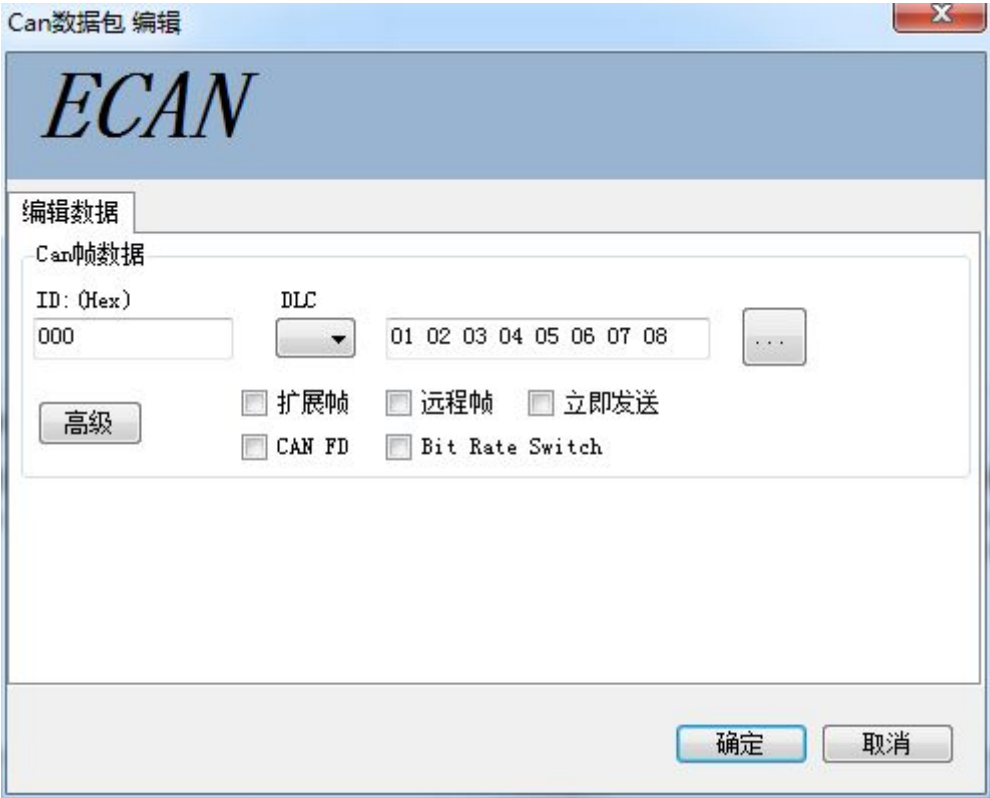 Can数据包 编辑
ECAN
编辑数据
Can帧数据
ID:(Hex) DLC
000 01 02 03 04 05 06 07 08 ...
高级 扩展帧 远程帧 立即发送
CAN FD Bit Rate Switch
确定 取消